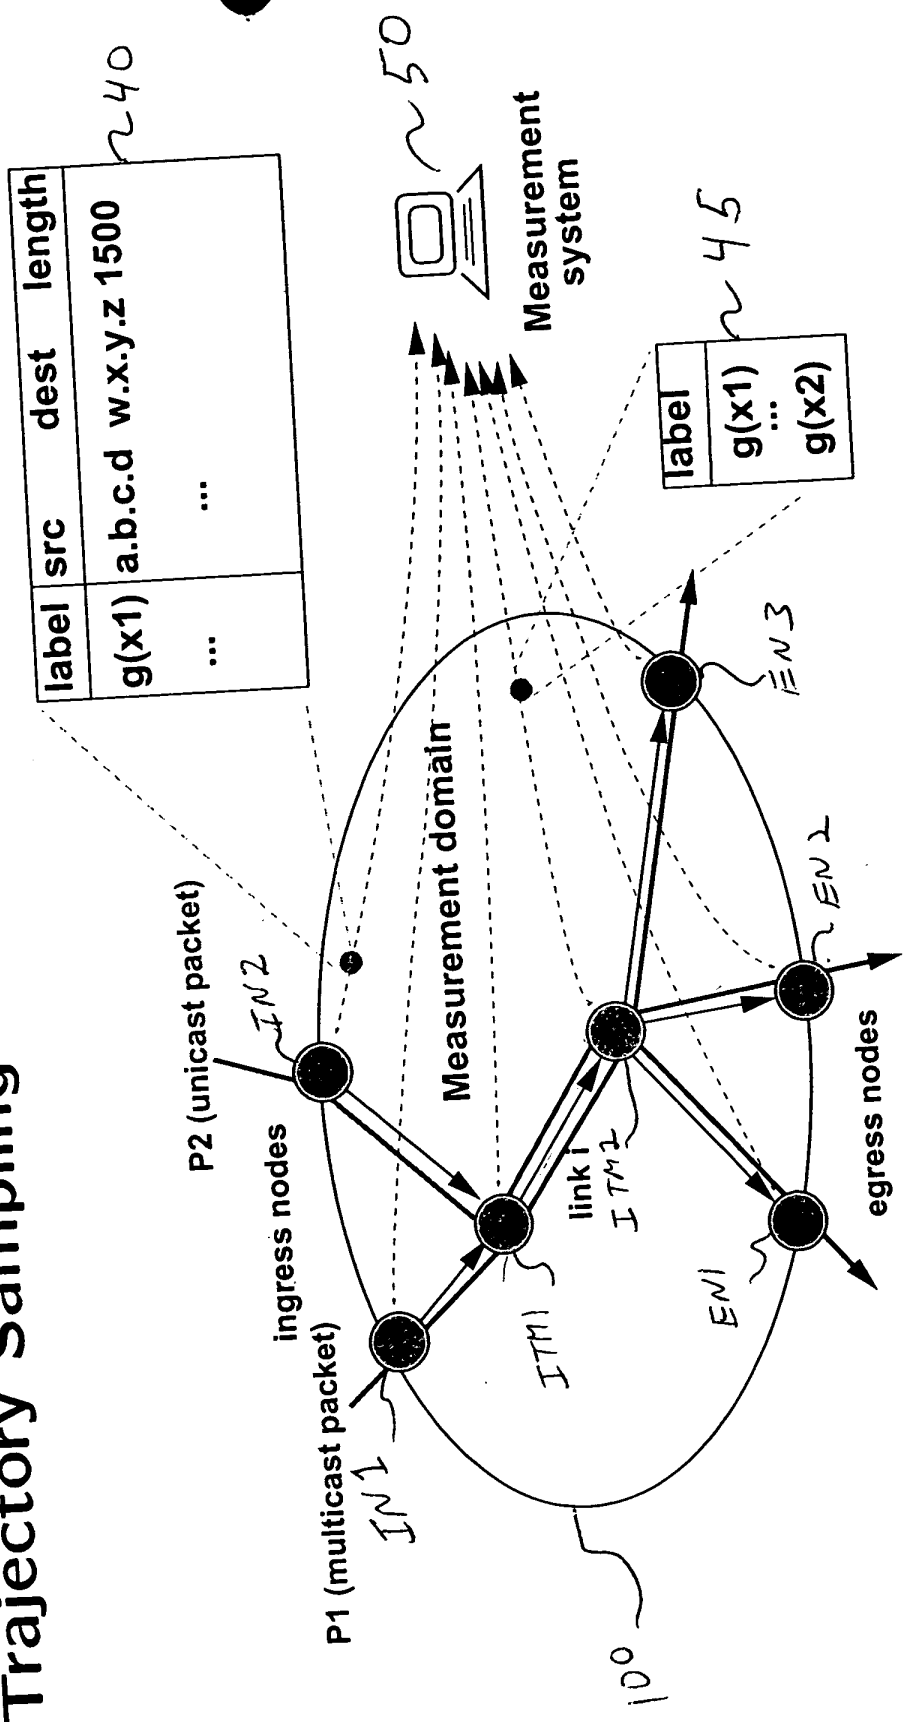 Trajectory Sampling
label src dest length
g(x1) a.b.c.d w.x.y.z 1500
... ...
~ 40
P2 (unicast packet)
IN2
~ 50
ingress nodes
P1 (multicast packet)
IN1
Measurement domain
Measurement
system
ITM1
link i
ITM2
label
g(x1)
...
g(x2)
~ 45
EN1
EN2
EN3
egress nodes
100